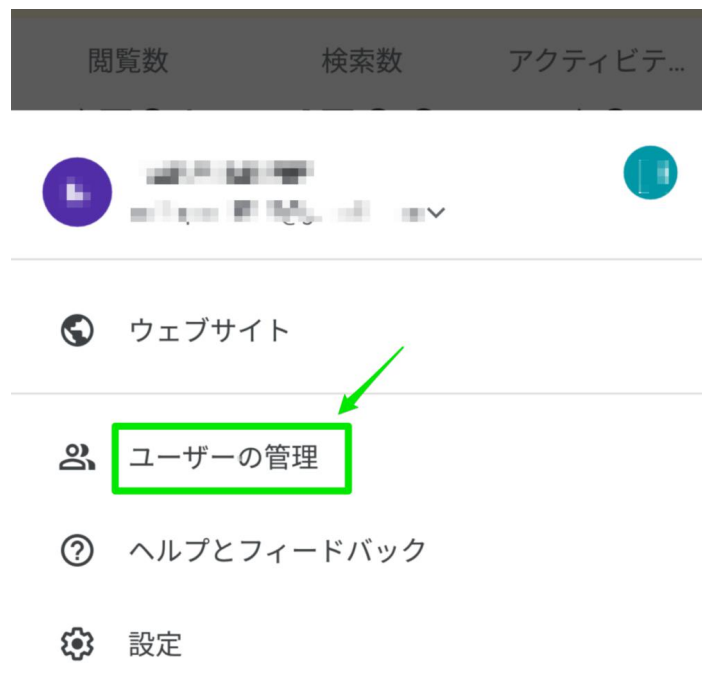 閲覧数 検索数 アクティビテ...
ウェブサイト
ユーザーの管理
ヘルプとフィードバック
設定